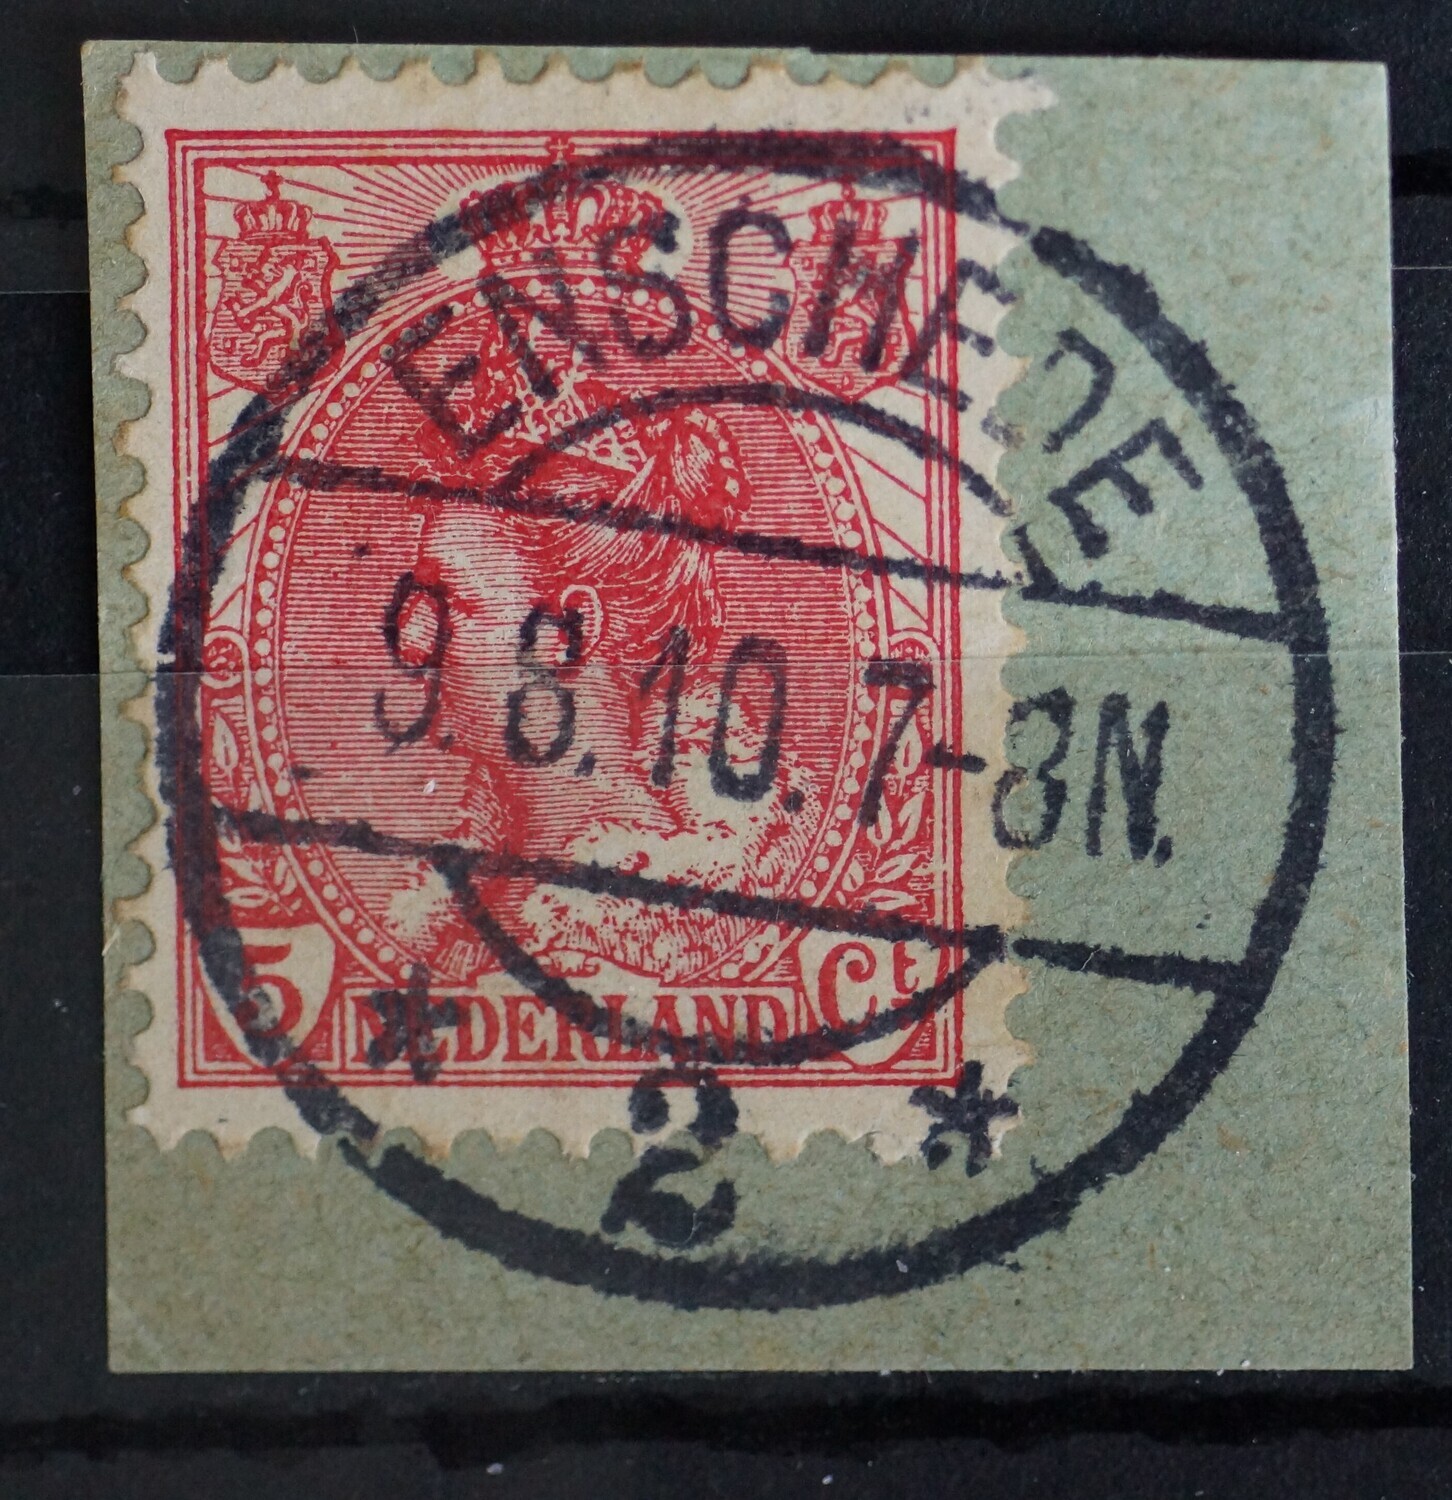 ENSCHEDE
9.8.10.7-8N.
5 NEDERLAND Ct
* 2 *